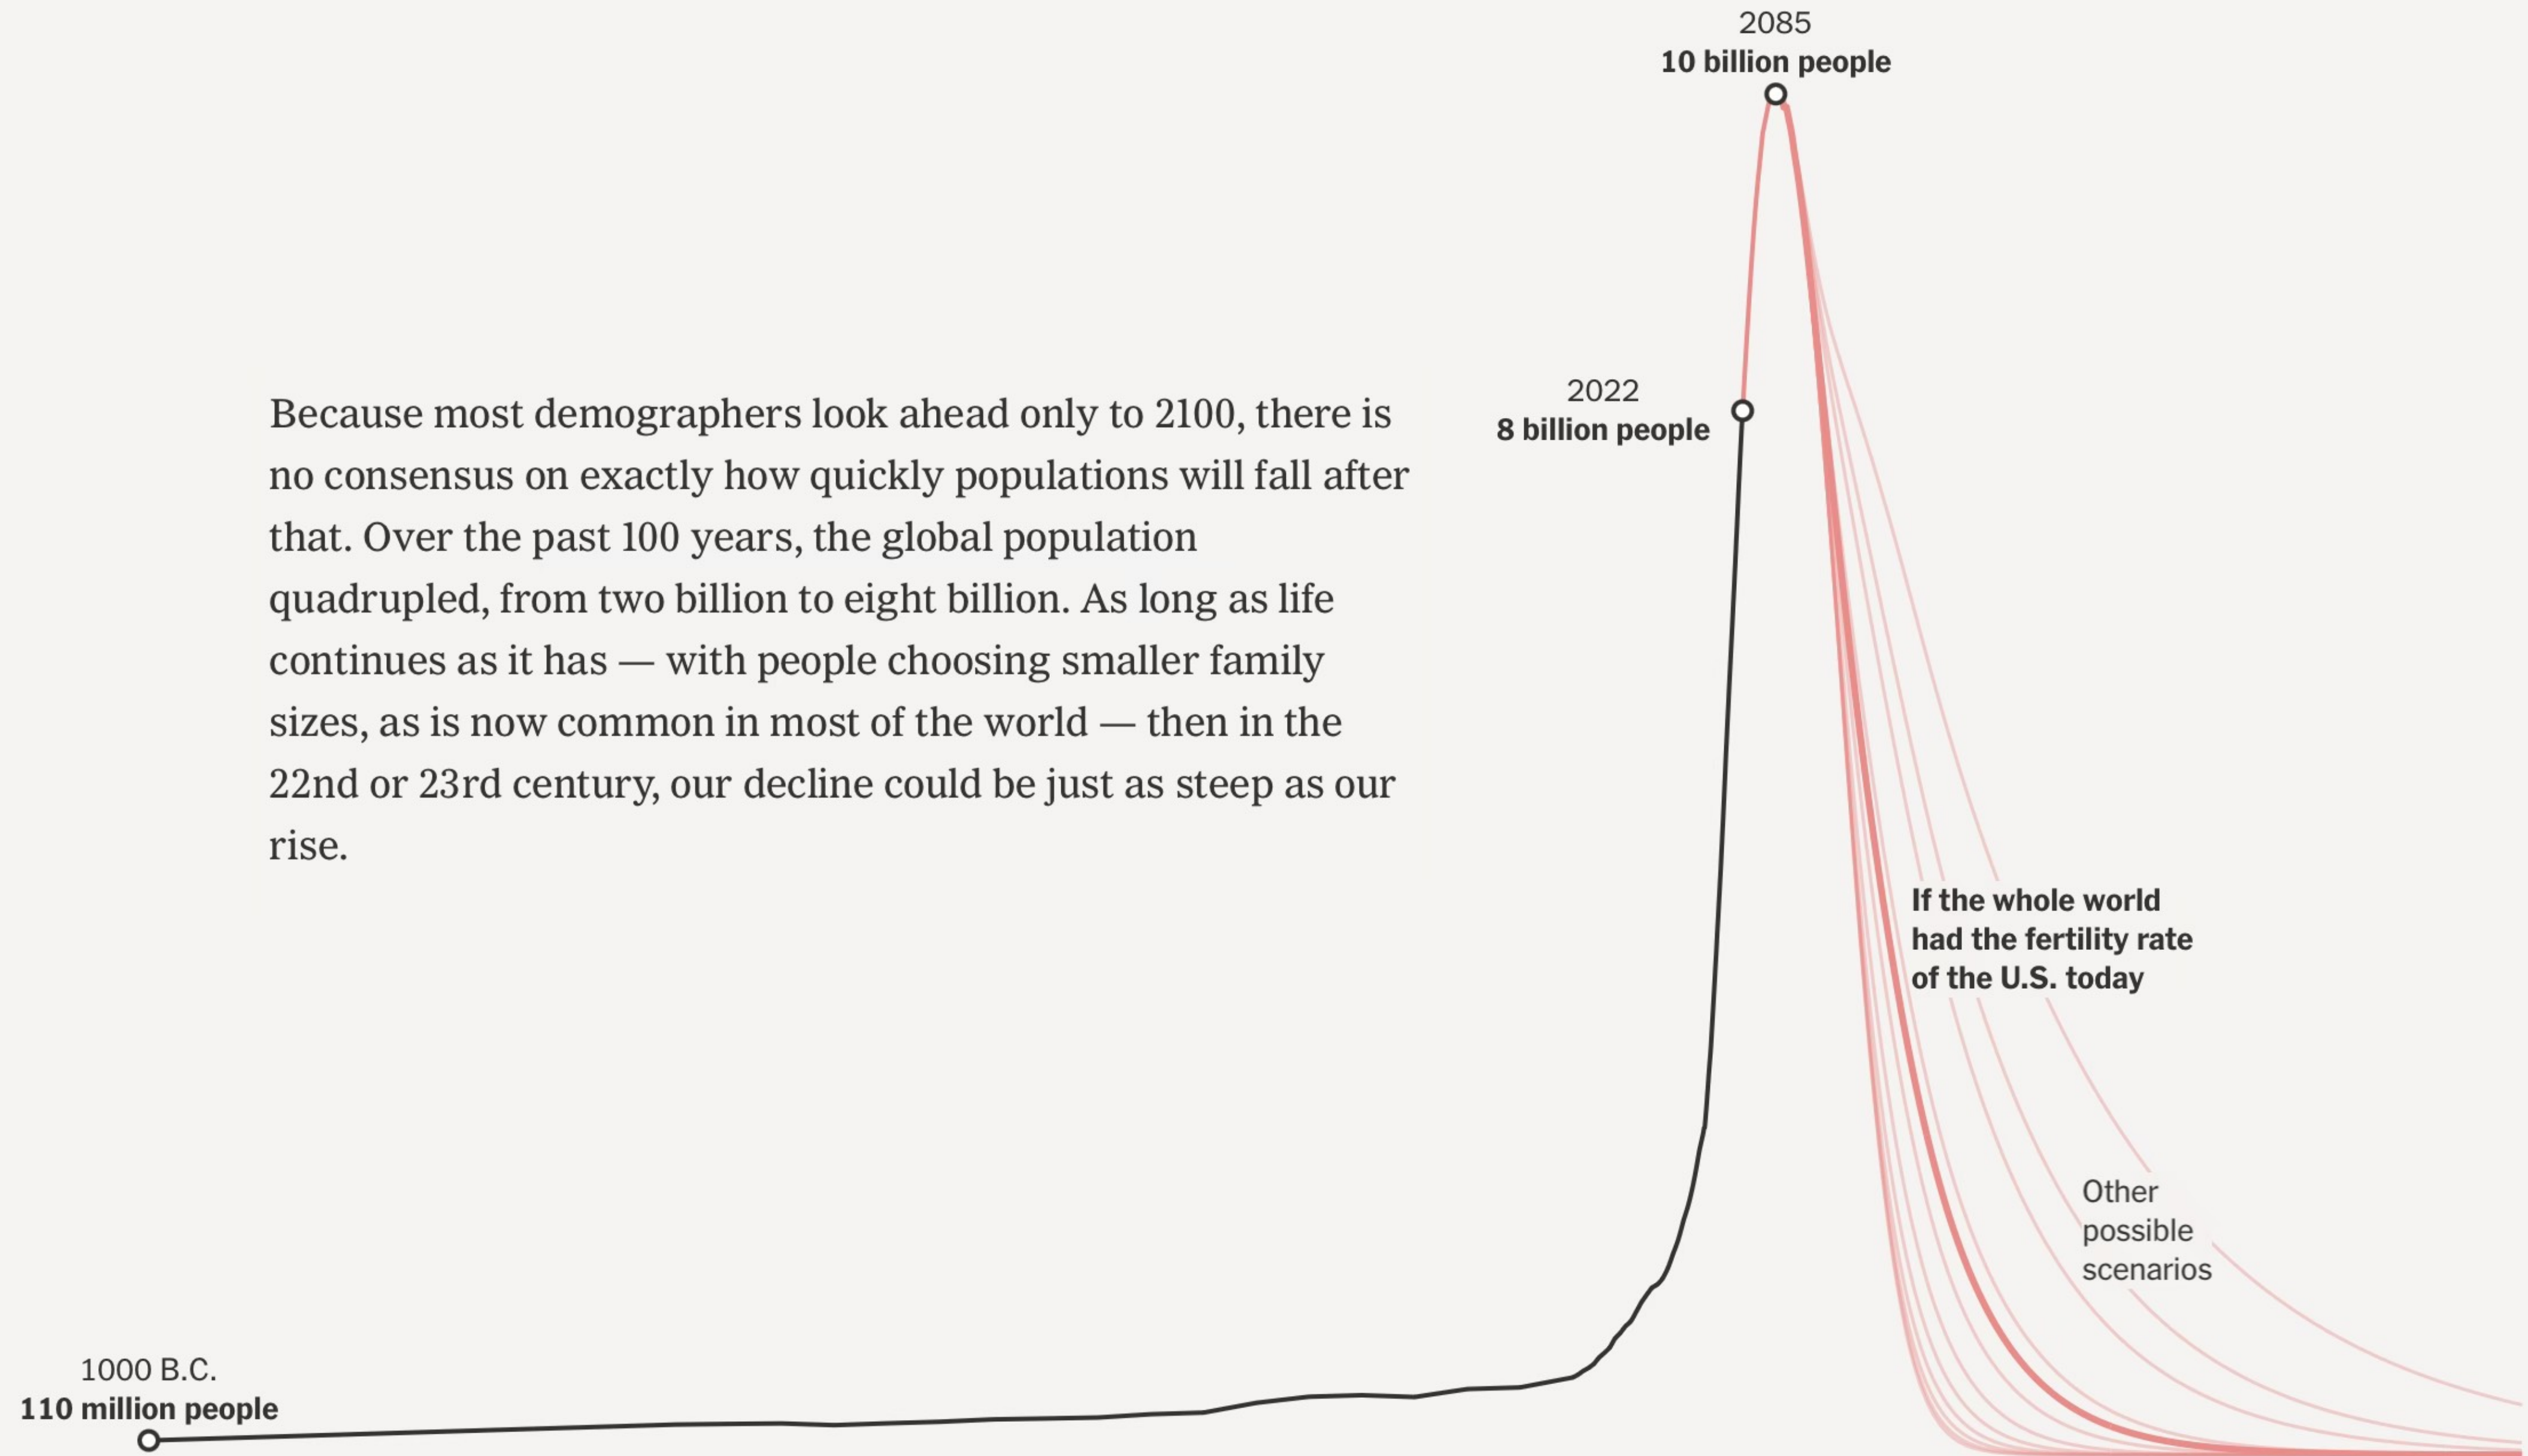 2085
10 billion people
2022
8 billion people
Because most demographers look ahead only to 2100, there is
no consensus on exactly how quickly populations will fall after
that. Over the past 100 years, the global population
quadrupled, from two billion to eight billion. As long as life
continues as it has — with people choosing smaller family
sizes, as is now common in most of the world — then in the
22nd or 23rd century, our decline could be just as steep as our
rise.
If the whole world
had the fertility rate
of the U.S. today
Other
possible
scenarios
1000 B.C.
110 million people